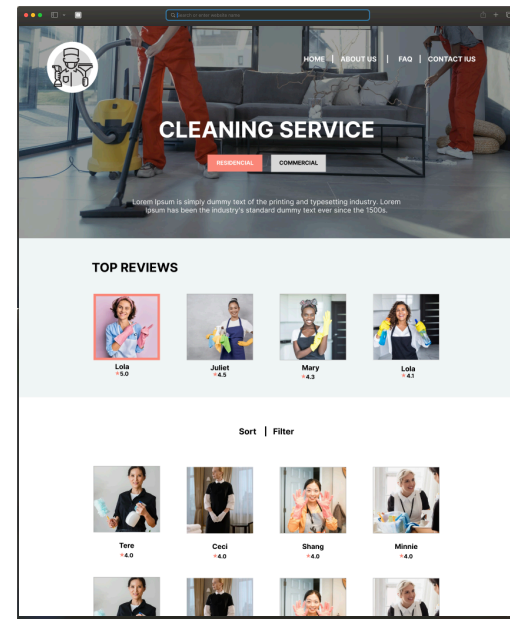 Search or enter website name
HOME | ABOUT US | FAQ | CONTACT IUS
CLEANING SERVICE
RESIDENCIAL COMMERCIAL
Lorem Ipsum is simply dummy text of the printing and typesetting industry. Lorem
Ipsum has been the industry's standard dummy text ever since the 1500s.
TOP REVIEWS
Lola Juliet Mary Lola
★5.0 ★4.5 ★4.3 ★4.1
Sort | Filter
Tere Ceci Shang Minnie
★4.0 ★4.0 ★4.0 ★4.0